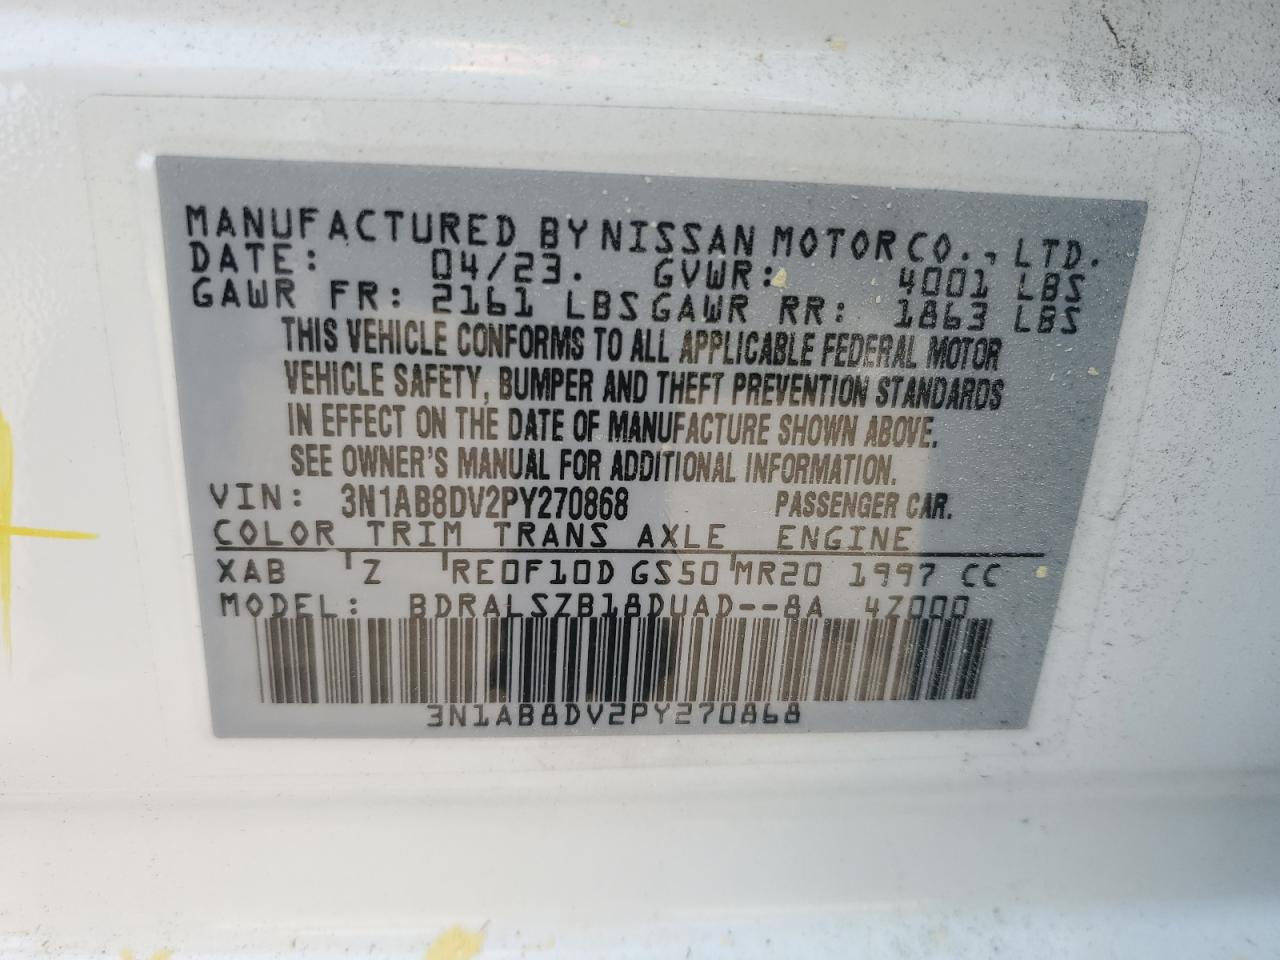 MANUFACTURED BY NISSAN MOTOR CO., LTD.
DATE: 04/23. GVWR: 4001 LBS
GAWR FR: 2161 LBS GAWR RR: 1863 LBS
THIS VEHICLE CONFORMS TO ALL APPLICABLE FEDERAL MOTOR
VEHICLE SAFETY, BUMPER AND THEFT PREVENTION STANDARDS
IN EFFECT ON THE DATE OF MANUFACTURE SHOWN ABOVE.
SEE OWNER'S MANUAL FOR ADDITIONAL INFORMATION.
VIN: 3N1AB8DV2PY270868 PASSENGER CAR.
COLOR TRIM TRANS AXLE ENGINE
XAB Z RE0F10D GS50 MR20 1997 CC
MODEL: BDRALSZB18DUAD--8A 4Z000
3N1AB8DV2PY270868